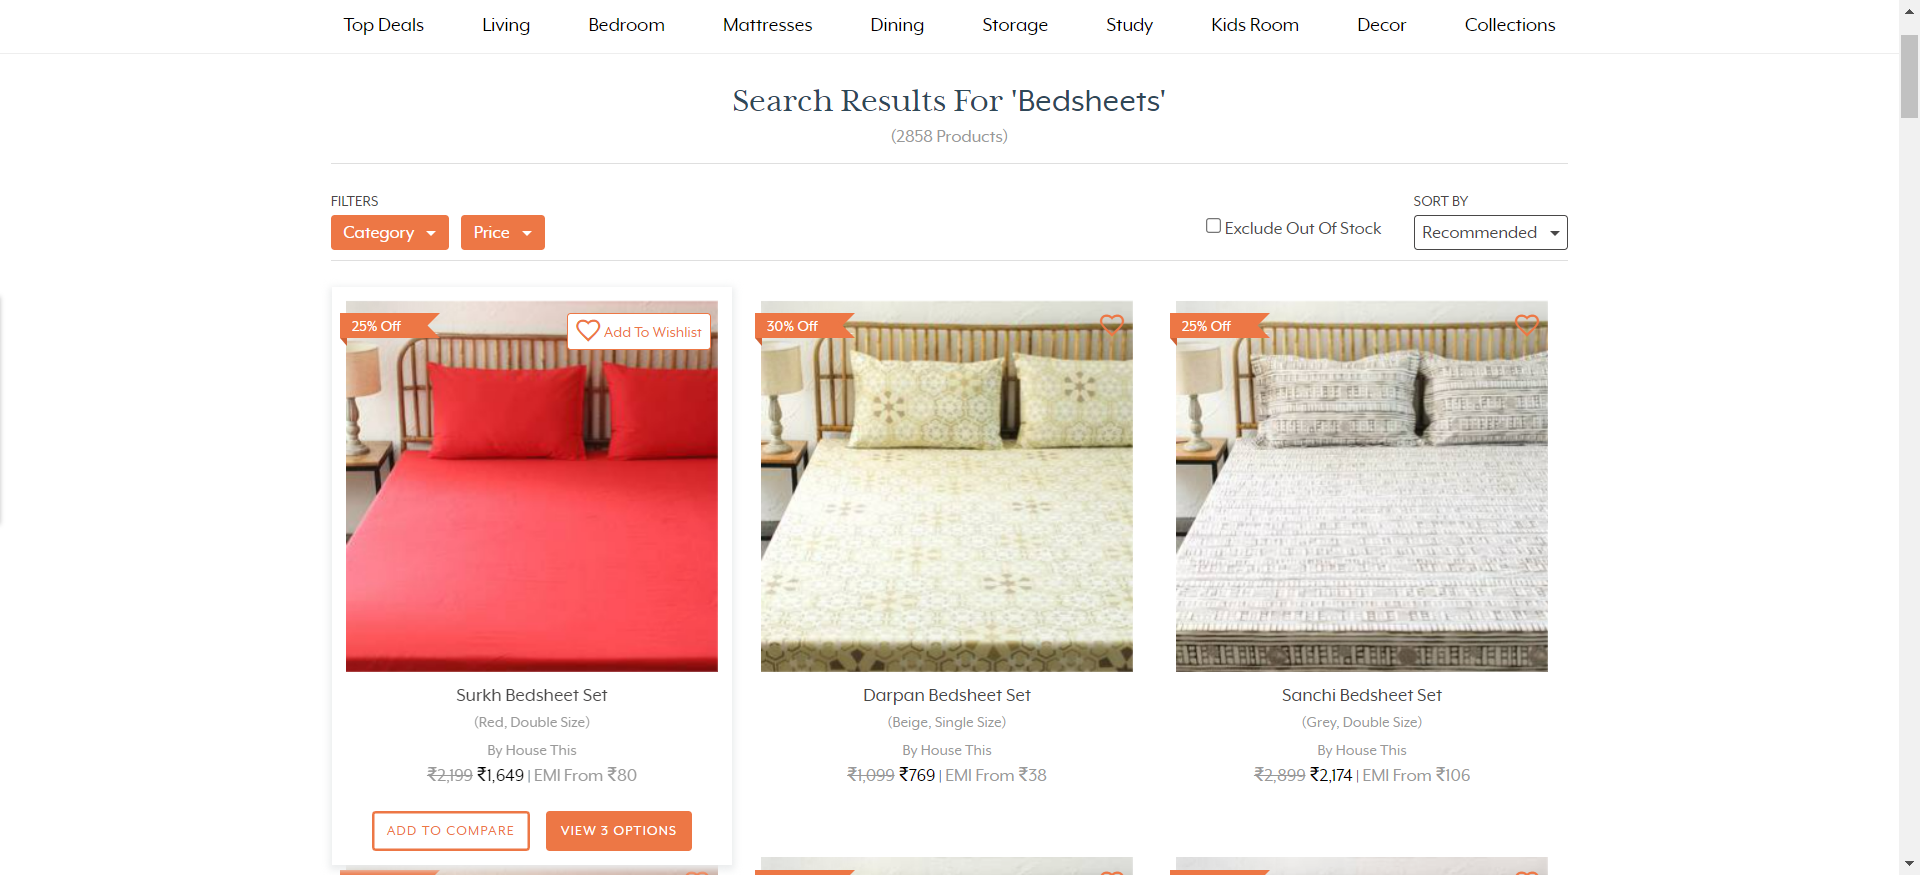 Top Deals Living Bedroom Mattresses Dining Storage Study Kids Room Decor Collections
Search Results For 'Bedsheets'
(2858 Products)
FILTERS
Category Price
Exclude Out Of Stock
SORT BY
Recommended
25% Off
Add To Wishlist
Surkh Bedsheet Set
(Red, Double Size)
By House This
₹2,199 ₹1,649 | EMI From ₹80
ADD TO COMPARE
VIEW 3 OPTIONS
30% Off
Darpan Bedsheet Set
(Beige, Single Size)
By House This
₹1,099 ₹769 | EMI From ₹38
25% Off
Sanchi Bedsheet Set
(Grey, Double Size)
By House This
₹2,899 ₹2,174 | EMI From ₹106